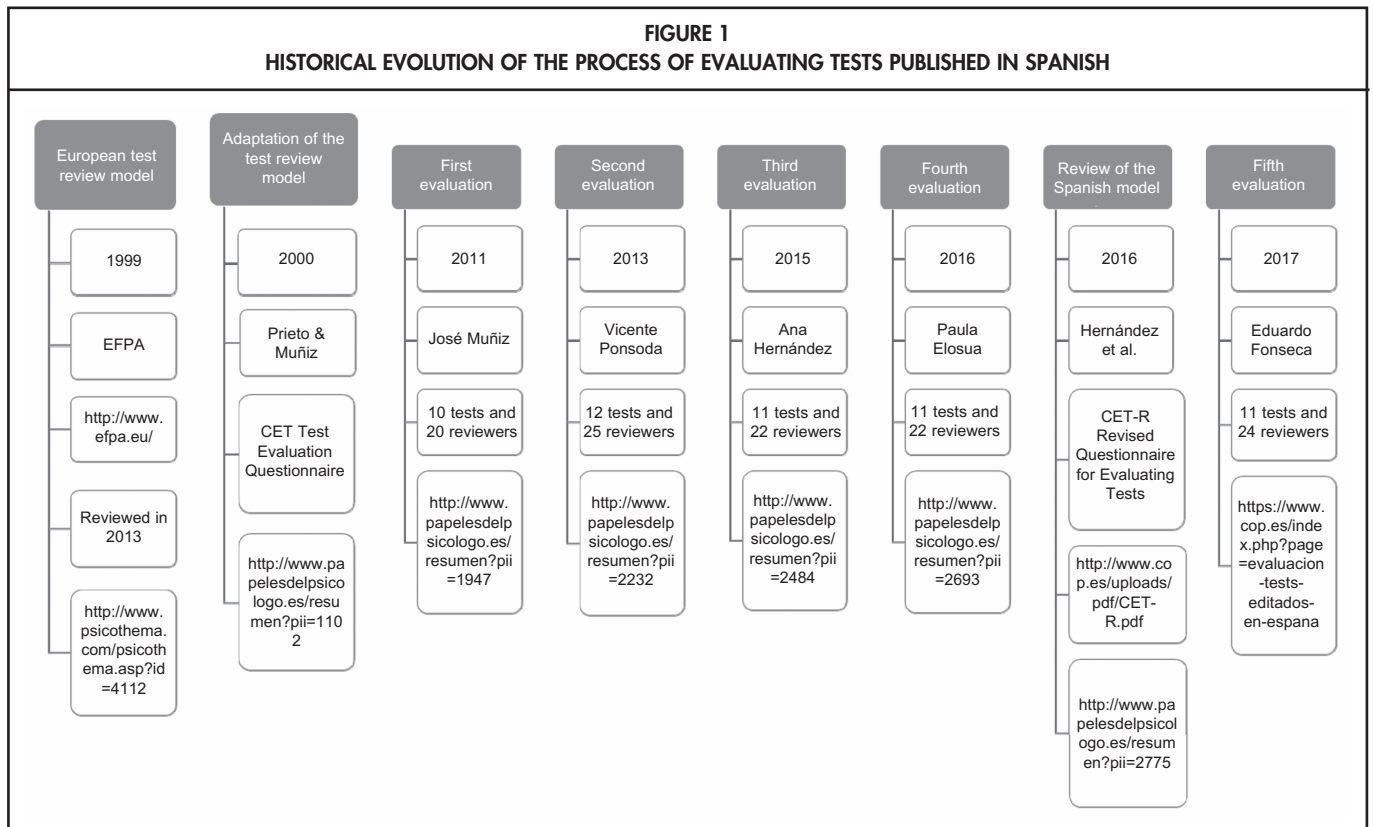 FIGURE 1
HISTORICAL EVOLUTION OF THE PROCESS OF EVALUATING TESTS PUBLISHED IN SPANISH
European test
review model
1999
EFPA
http://www.
efpa.eu/
Reviewed in
2013
http://www.
psicothema.
com/psicoth
ema.asp?id
=4112
Adaptation of the
test review
model
2000
Prieto &
Muñiz
CET Test
Evaluation
Questionnaire
http://www.pa
pelesdelpsico
logo.es/resu
men?pii=110
2
First
evaluation
2011
José Muñiz
10 tests and
20 reviewers
http://www.
papelesdelp
sicologo.es/
resumen?pii
=1947
Second
evaluation
2013
Vicente
Ponsoda
12 tests and
25 reviewers
http://www.
papelesdelp
sicologo.es/
resumen?pii
=2232
Third
evaluation
2015
Ana
Hernández
11 tests and
22 reviewers
http://www.
papelesdelp
sicologo.es/
resumen?pii
=2484
Fourth
evaluation
2016
Paula
Elosua
11 tests and
22 reviewers
http://www.
papelesdelp
sicologo.es/
resumen?pii
=2693
Review of the
Spanish model
2016
Hernández
et al.
CET-R
Revised
Questionnaire
for Evaluating
Tests
http://www.co
p.es/uploads/
pdf/CET-
R.pdf
http://www.pa
pelesdelpsicol
ogo.es/resum
en?pii=2775
Fifth
evaluation
2017
Eduardo
Fonseca
11 tests and
24 reviewers
https://www.
cop.es/inde
x.php?page
=evaluacion
-tests-
editados-
en-espana